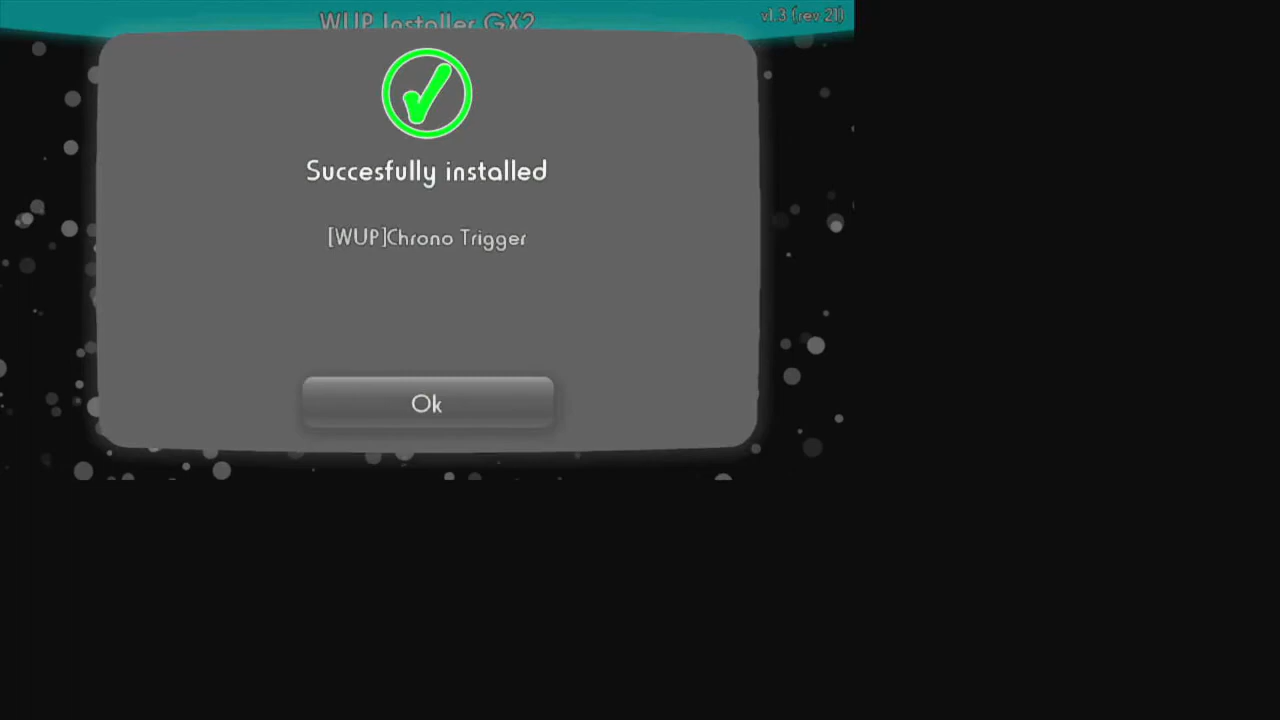 WUP Installer GX2
v1.3 (rev 21)
Succesfully installed
[WUP]Chrono Trigger
Ok